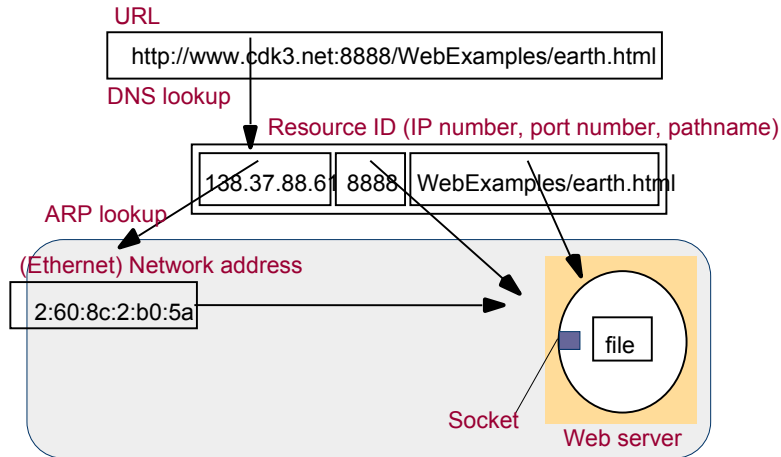 URL
http://www.cdk3.net:8888/WebExamples/earth.html
DNS lookup
Resource ID (IP number, port number, pathname)
138.37.88.61 8888 WebExamples/earth.html
ARP lookup
(Ethernet) Network address
2:60:8c:2:b0:5a
file
Socket
Web server